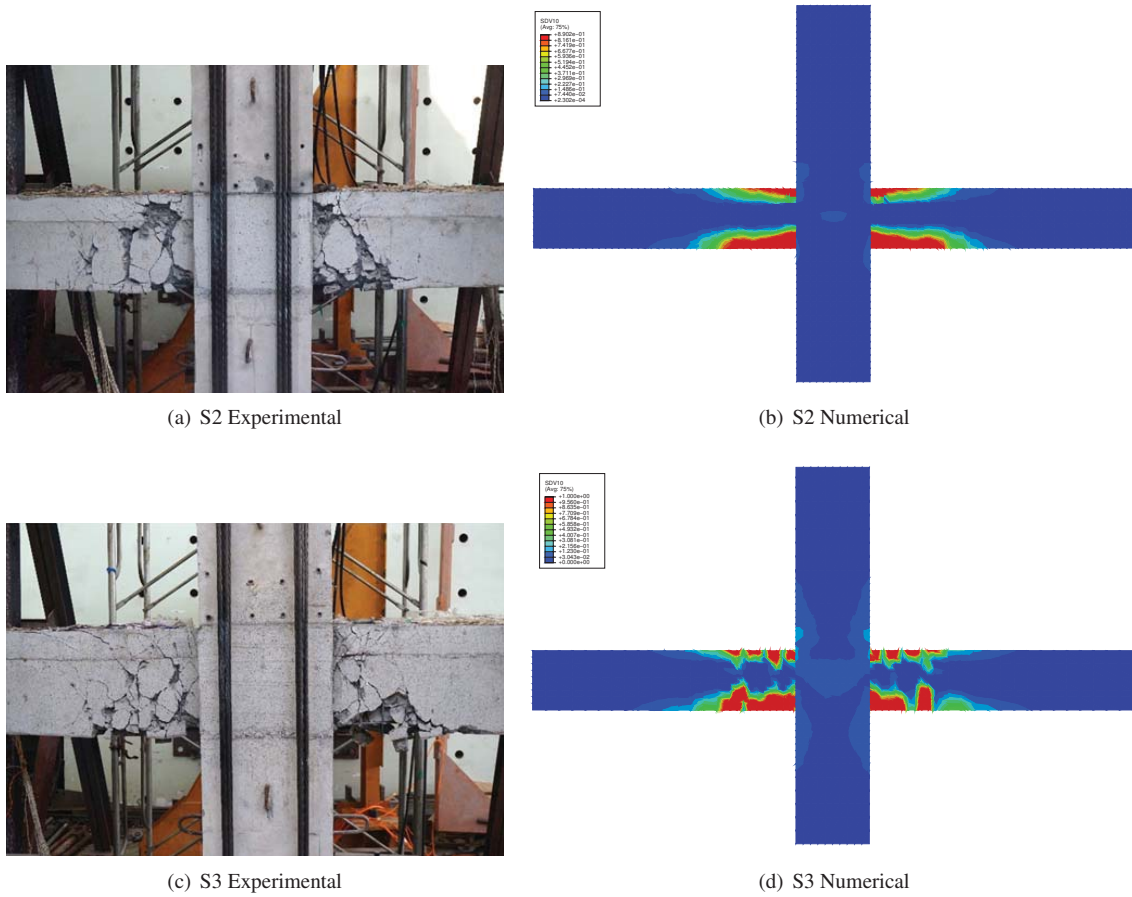 SDV10
(Avg: 75%)
+8.902e−01
+8.161e−01
+7.419e−01
+6.677e−01
+5.936e−01
+5.194e−01
+4.452e−01
+3.711e−01
+2.969e−01
+2.227e−01
+1.486e−01
+7.440e−02
+2.302e−04
(a) S2 Experimental
(b) S2 Numerical
SDV10
(Avg: 75%)
+1.000e+00
+9.560e−01
+8.635e−01
+7.709e−01
+6.784e−01
+5.858e−01
+4.932e−01
+4.007e−01
+3.081e−01
+2.156e−01
+1.230e−01
+3.043e−02
+0.000e+00
(c) S3 Experimental
(d) S3 Numerical